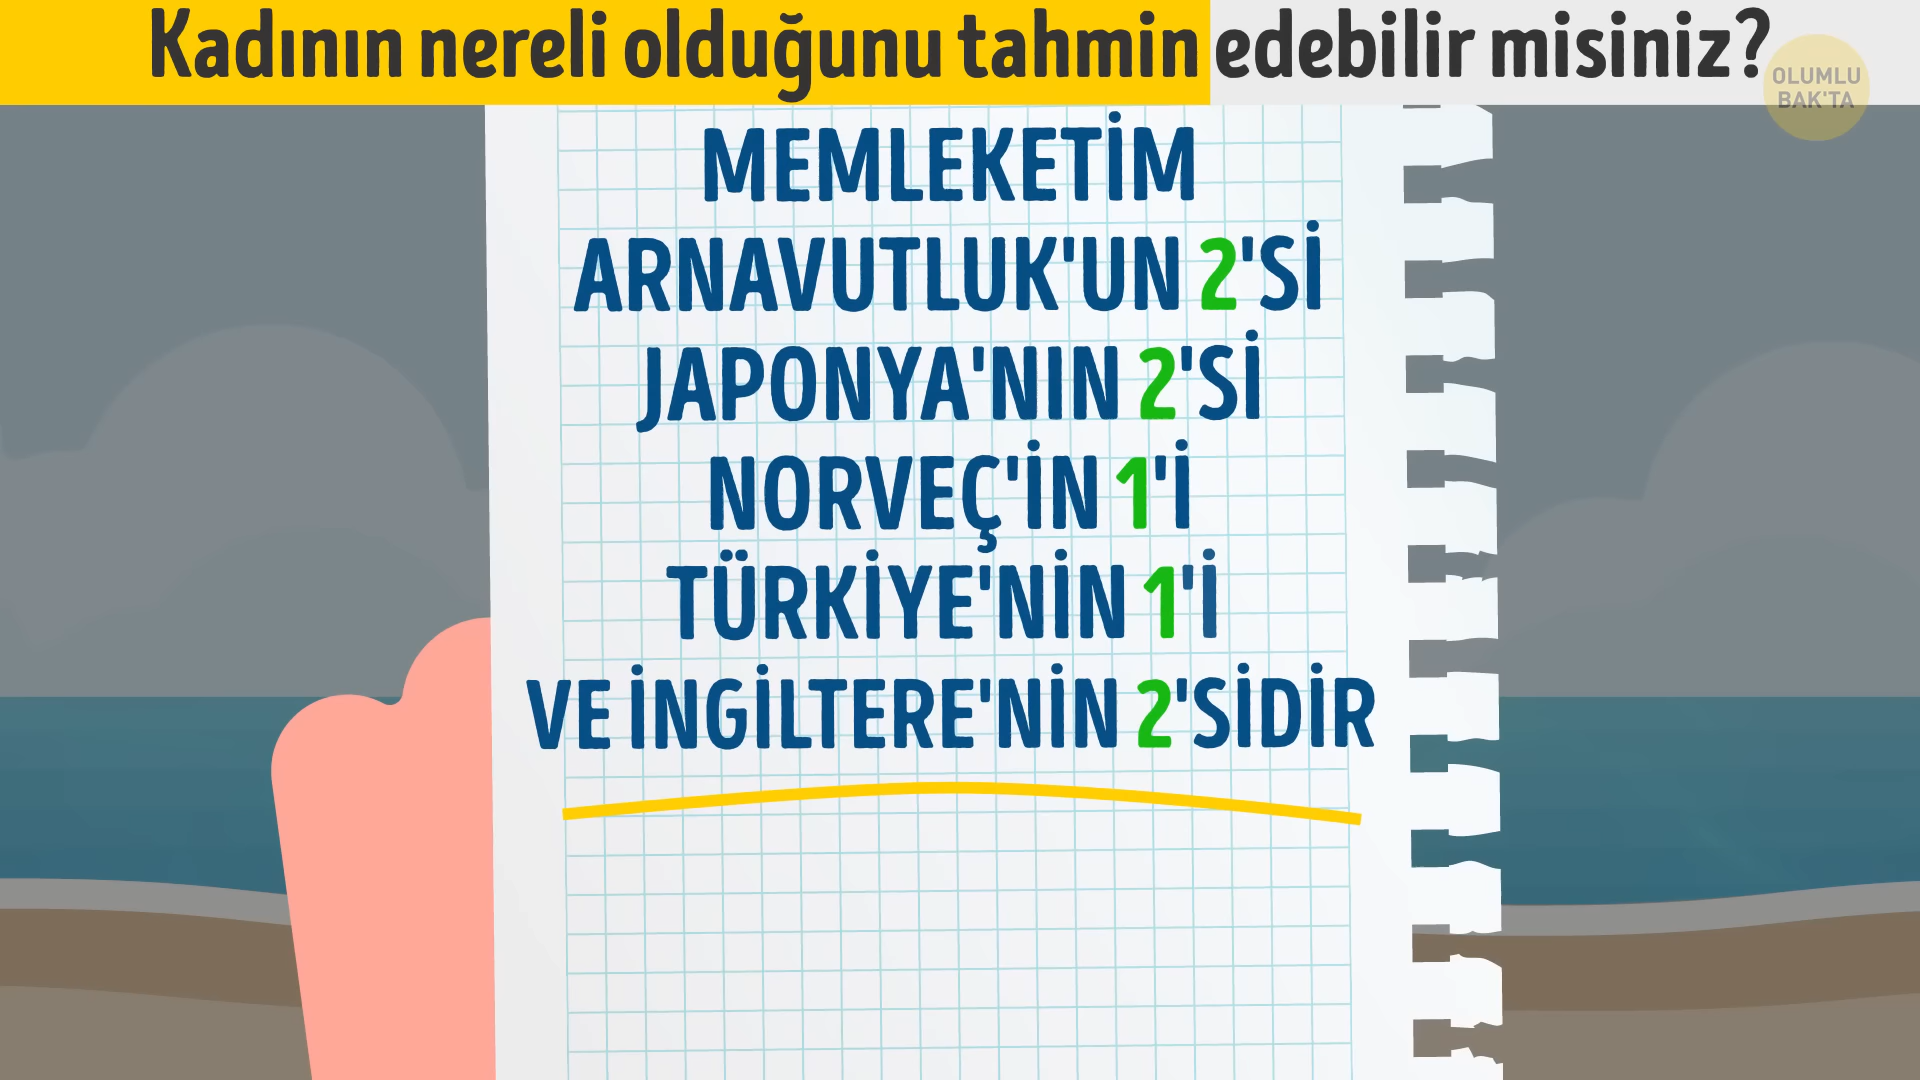 Kadının nereli olduğunu tahmin edebilir misiniz?
OLUMLU
BAK'TA
MEMLEKETİM
ARNAVUTLUK'UN 2'Sİ
JAPONYA'NIN 2'Sİ
NORVEÇ'İN 1'İ
TÜRKİYE'NİN 1'İ
VE İNGİLTERE'NİN 2'SİDİR